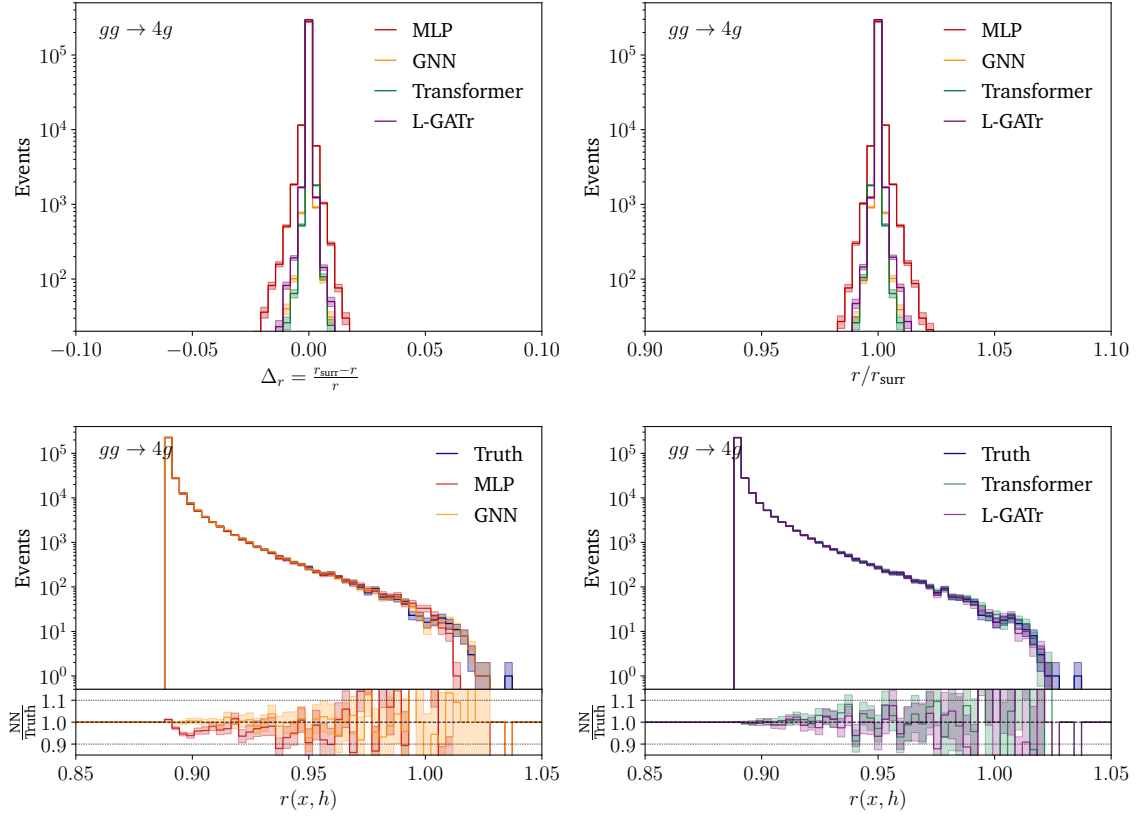 gg → 4g
MLP
GNN
Transformer
L-GATr
Events
10^5
10^4
10^3
10^2
−0.10 −0.05 0.00 0.05 0.10
Δ_r = (r_surr − r)/r
gg → 4g
MLP
GNN
Transformer
L-GATr
Events
10^5
10^4
10^3
10^2
0.90 0.95 1.00 1.05 1.10
r/r_surr
gg → 4g
Truth
MLP
GNN
Events
10^5
10^4
10^3
10^2
10^1
10^0
NN/Truth
1.1
1.0
0.9
0.85 0.90 0.95 1.00 1.05
r(x, h)
gg → 4g
Truth
Transformer
L-GATr
Events
10^5
10^4
10^3
10^2
10^1
10^0
NN/Truth
1.1
1.0
0.9
0.85 0.90 0.95 1.00 1.05
r(x, h)